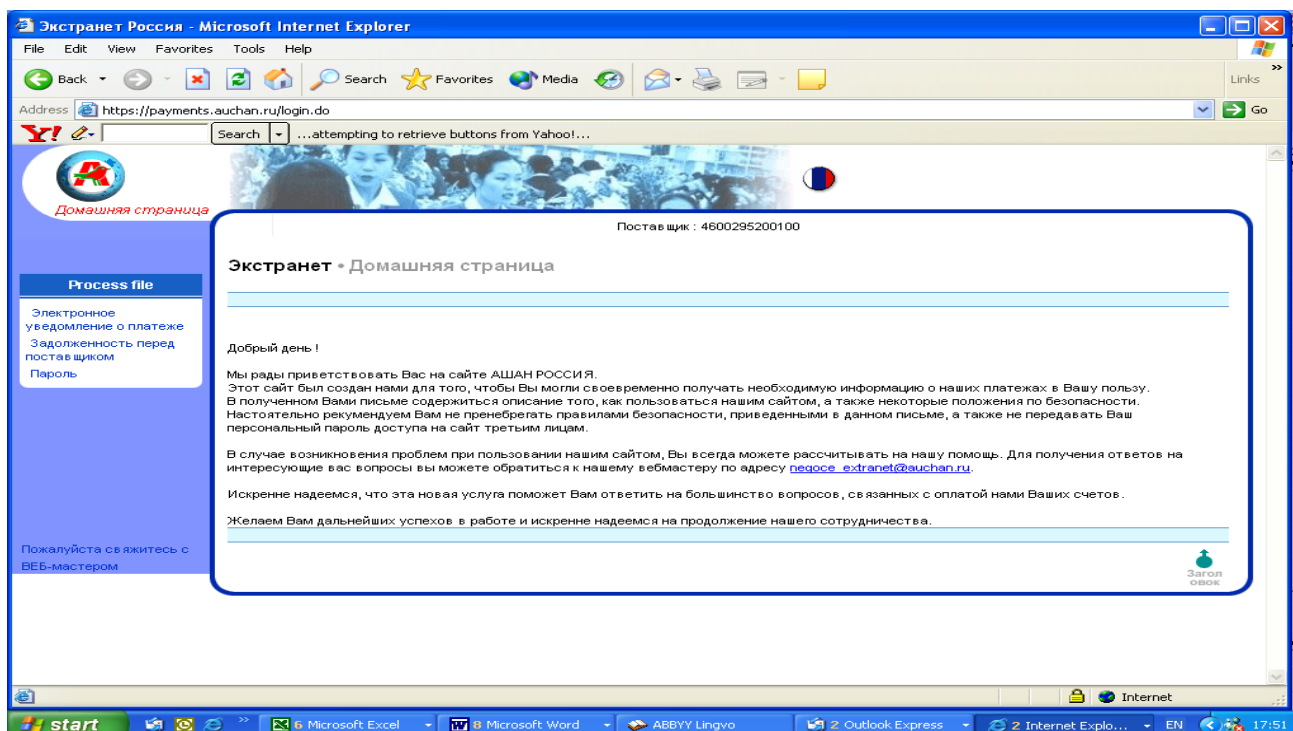 Экстранет Россия - Microsoft Internet Explorer
File Edit View Favorites Tools Help
Back Search Favorites Media Links
Address https://payments.auchan.ru/login.do Go
Y! Search ...attempting to retrieve buttons from Yahoo!...
Домашняя страница
Поставщик : 4600295200100
Экстранет • Домашняя страница
Process file
Электронное
уведомление о платеже
Задолженность перед
поставщиком
Пароль
Добрый день !
Мы рады приветствовать Вас на сайте АШАН РОССИЯ.
Этот сайт был создан нами для того, чтобы Вы могли своевременно получать необходимую информацию о наших платежах в Вашу пользу.
В полученном Вами письме содержиться описание того, как пользоваться нашим сайтом, а также некоторые положения по безопасности.
Настоятельно рекумендуем Вам не пренебрегать правилами безопасности, приведенными в данном письме, а также не передавать Ваш
персональный пароль доступа на сайт третьим лицам.
В случае возникновения проблем при пользовании нашим сайтом, Вы всегда можете рассчитывать на нашу помощь. Для получения ответов на
интересующие вас вопросы вы можете обратиться к нашему вебмастеру по адресу negoce_extranet@auchan.ru.
Искренне надеемся, что эта новая услуга поможет Вам ответить на большинство вопросов, связанных с оплатой нами Ваших счетов.
Желаем Вам дальнейших успехов в работе и искренне надеемся на продолжение нашего сотрудничества.
Пожалуйста свяжитесь с
ВЕБ-мастером
Загол
овок
Internet
start 6 Microsoft Excel 8 Microsoft Word ABBYY Lingvo 2 Outlook Express 2 Internet Explo... EN 17:51